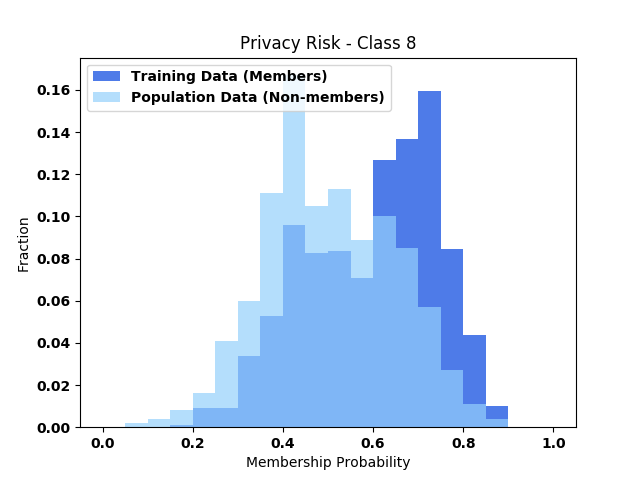 Privacy Risk - Class 8
Training Data (Members)
Population Data (Non-members)
0.16
0.14
0.12
0.10
0.08
0.06
0.04
0.02
0.00
Fraction
0.0 0.2 0.4 0.6 0.8 1.0
Membership Probability